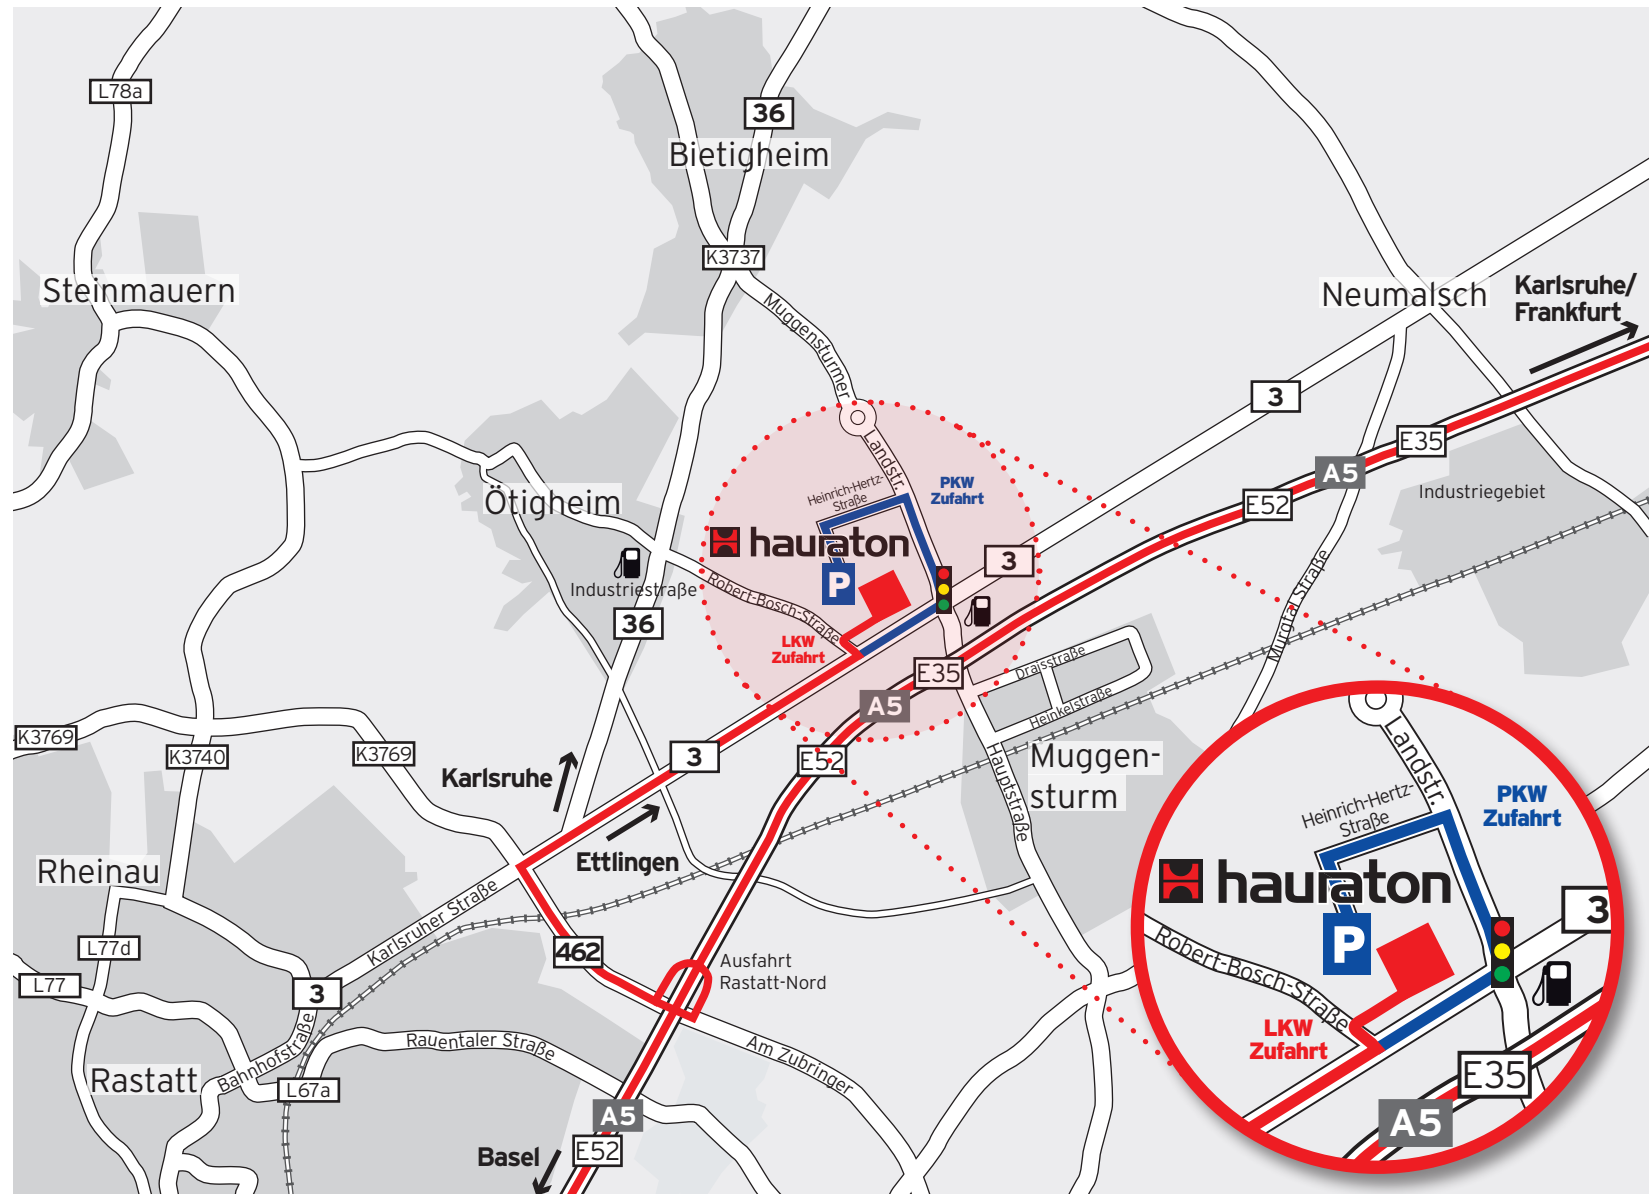 L78a
36
Bietigheim
K3737
Steinmauern
Neumalsch
Karlsruhe/
Frankfurt
Muggensturmer
Landstr.
3
E35
A5
E52
Industriegebiet
Ötigheim
Heinrich-Hertz-
Straße
PKW
Zufahrt
hauraton
P
3
Industriestraße
Robert-Bosch-Straße
36
LKW
Zufahrt
Murgtal Straße
Draisstraße
Heinkelstraße
E35
A5
K3769
K3740
K3769
3
E52
Hauptstraße
Muggen-
sturm
Karlsruhe
Ettlingen
Rheinau
Karlsruher Straße
L77d
462
Ausfahrt
Rastatt-Nord
L77
3
Bahnhofstraße
Rauentaler Straße
Am Zubringer
Rastatt
L67a
A5
Basel
E52
Landstr.
Heinrich-Hertz-
Straße
PKW
Zufahrt
hauraton
3
P
Robert-Bosch-Straße
LKW
Zufahrt
E35
A5